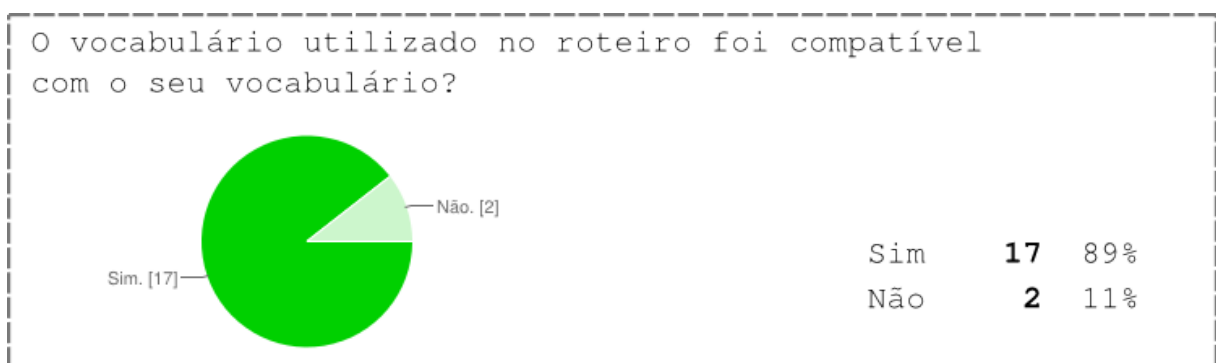 O vocabulário utilizado no roteiro foi compatível
com o seu vocabulário?
Não. [2]
Sim. [17]
Sim 17 89%
Não 2 11%